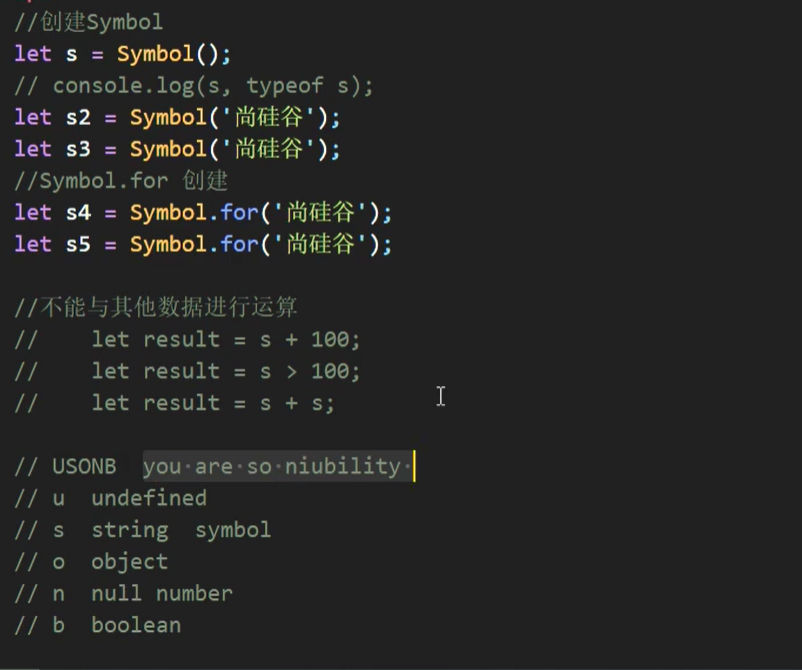 //创建Symbol
let s = Symbol();
// console.log(s, typeof s);
let s2 = Symbol('尚硅谷');
let s3 = Symbol('尚硅谷');
//Symbol.for 创建
let s4 = Symbol.for('尚硅谷');
let s5 = Symbol.for('尚硅谷');
//不能与其他数据进行运算
//    let result = s + 100;
//    let result = s > 100;
//    let result = s + s;
// USONB  you are so niubility
// u  undefined
// s  string  symbol
// o  object
// n  null number
// b  boolean